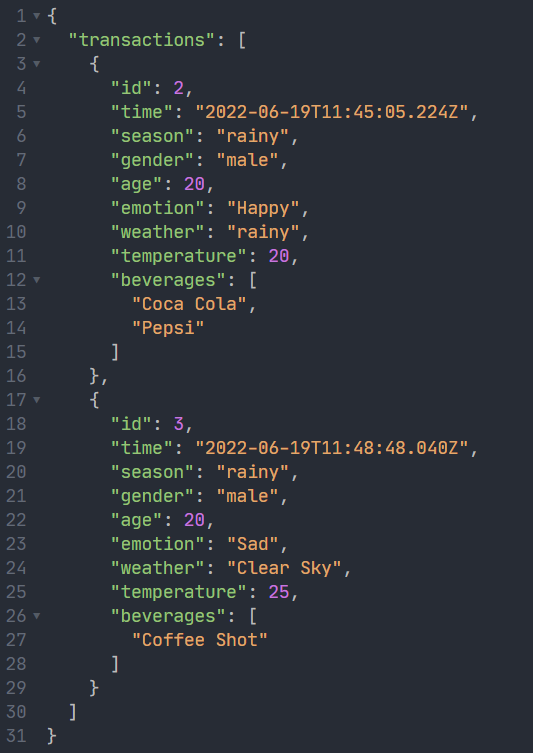 1 {
2 "transactions": [
3 {
4 "id": 2,
5 "time": "2022-06-19T11:45:05.224Z",
6 "season": "rainy",
7 "gender": "male",
8 "age": 20,
9 "emotion": "Happy",
10 "weather": "rainy",
11 "temperature": 20,
12 "beverages": [
13 "Coca Cola",
14 "Pepsi"
15 ]
16 },
17 {
18 "id": 3,
19 "time": "2022-06-19T11:48:48.040Z",
20 "season": "rainy",
21 "gender": "male",
22 "age": 20,
23 "emotion": "Sad",
24 "weather": "Clear Sky",
25 "temperature": 25,
26 "beverages": [
27 "Coffee Shot"
28 ]
29 }
30 ]
31 }